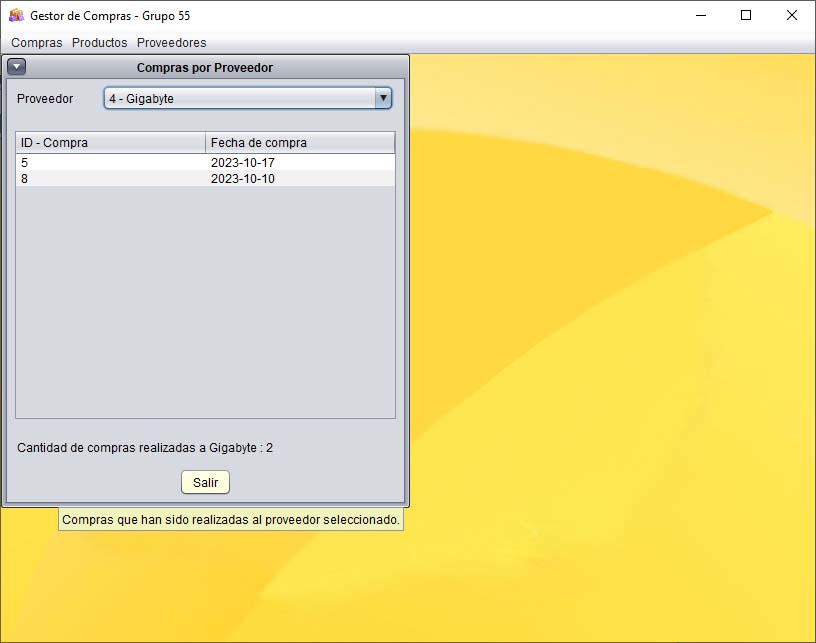 Gestor de Compras - Grupo 55
Compras Productos Proveedores
Compras por Proveedor
Proveedor 4 - Gigabyte
ID - Compra Fecha de compra
5 2023-10-17
8 2023-10-10
Cantidad de compras realizadas a Gigabyte : 2
Salir
Compras que han sido realizadas al proveedor seleccionado.